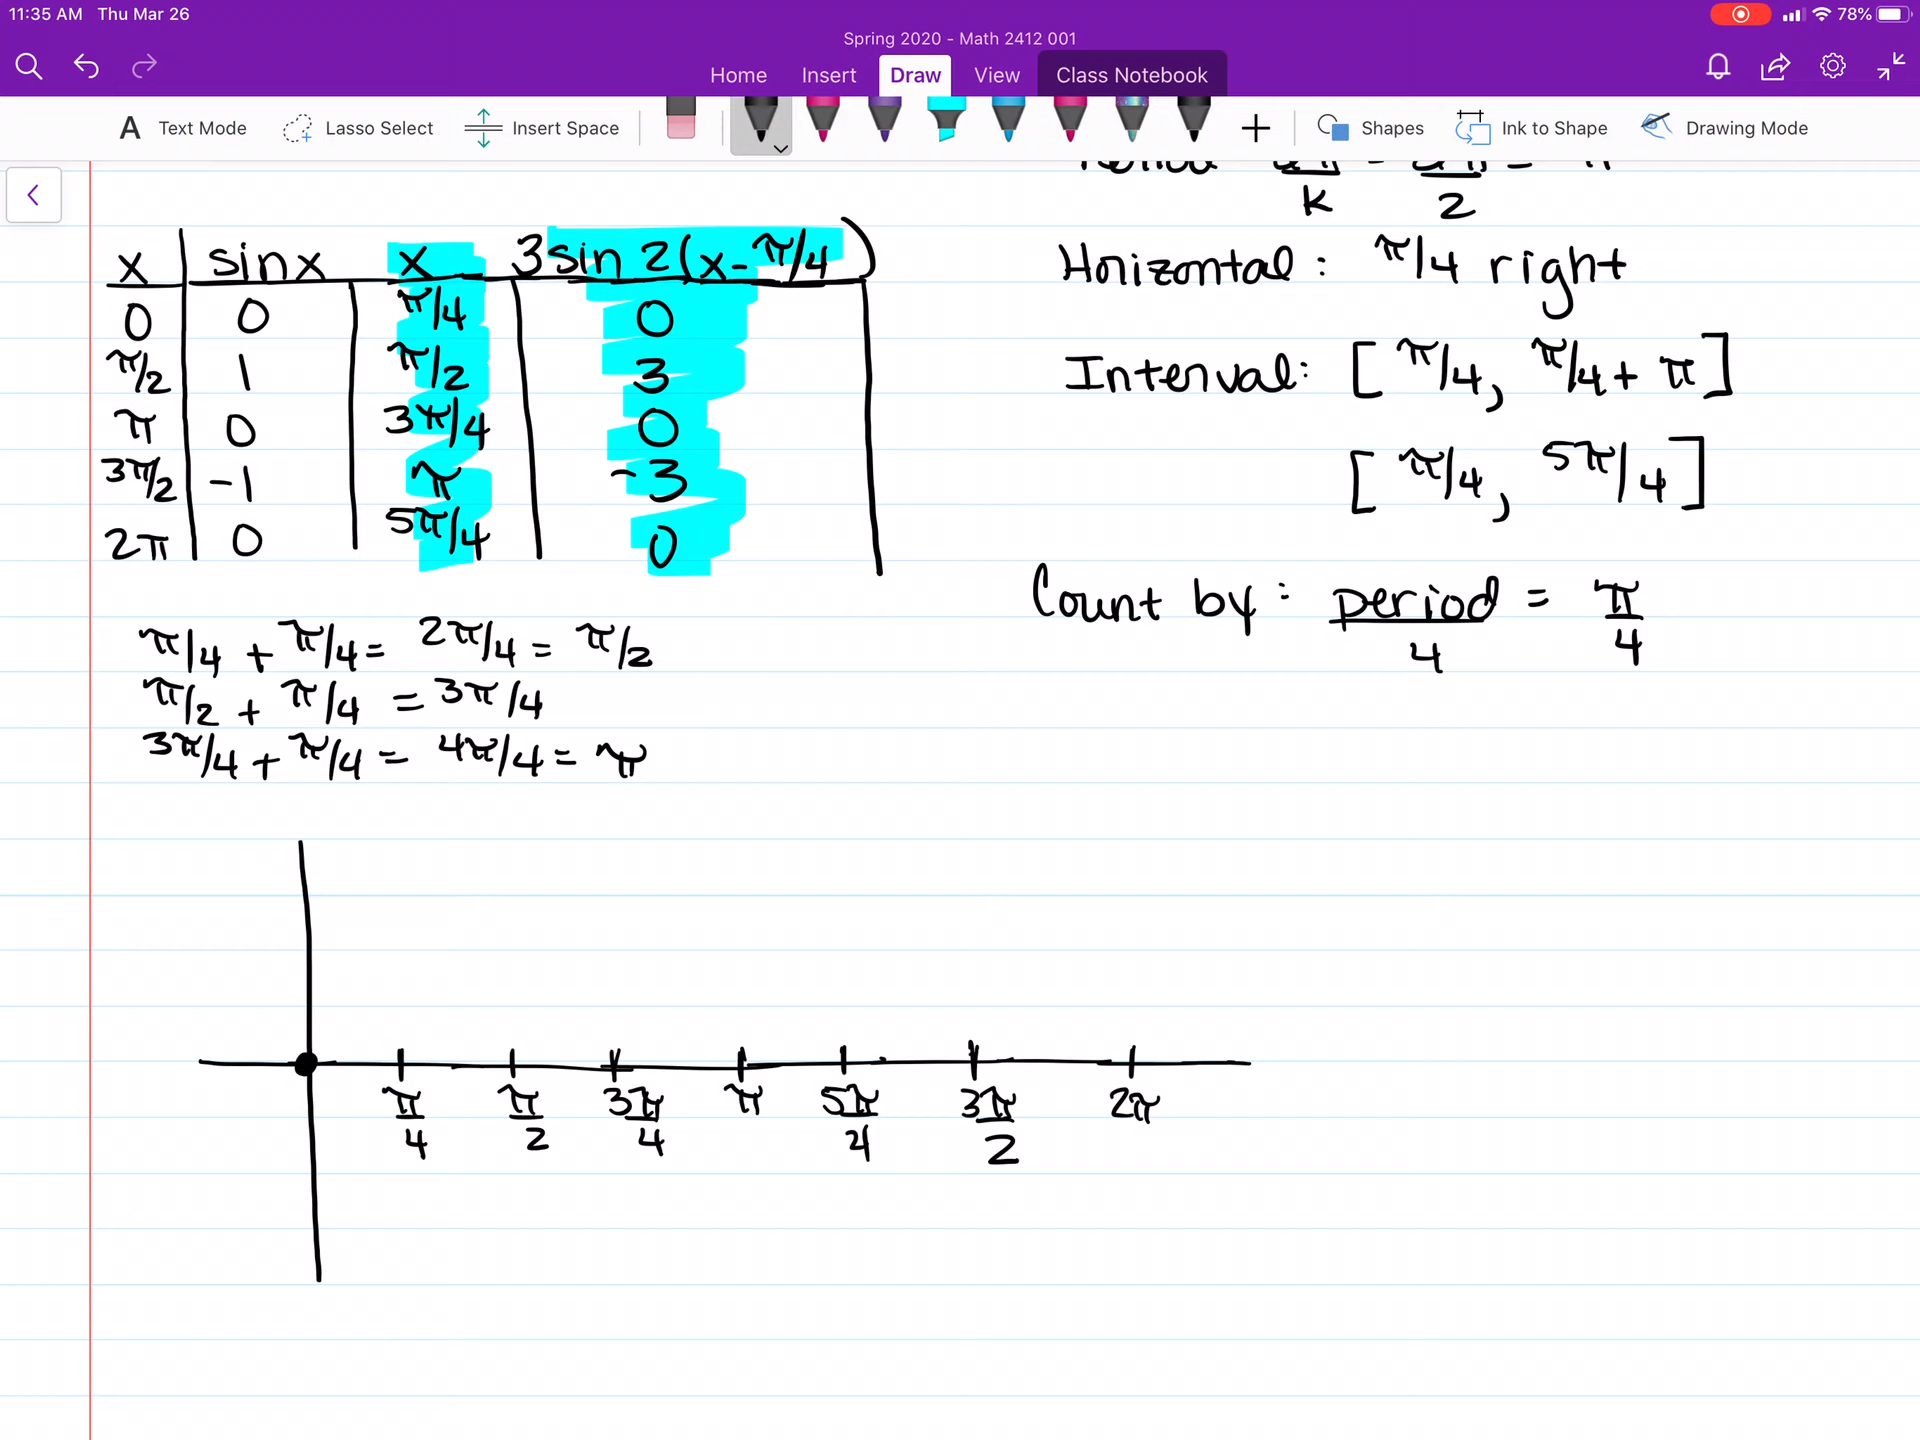 11:35 AM Thu Mar 26
78%
Spring 2020 - Math 2412 001
Home Insert Draw View Class Notebook
A Text Mode Lasso Select Insert Space Shapes Ink to Shape Drawing Mode
k 2
x sinx x 3sin 2(x-π/4)
0 0 π/4 0
π/2 1 π/2 3
π 0 3π/4 0
3π/2 -1 π -3
2π 0 5π/4 0
Horizontal: π/4 right
Interval: [π/4, π/4+π]
[π/4, 5π/4]
Count by: period/4 = π/4
π/4 + π/4 = 2π/4 = π/2
π/2 + π/4 = 3π/4
3π/4 + π/4 = 4π/4 = π
π/4 π/2 3π/4 π 5π/4 3π/2 2π